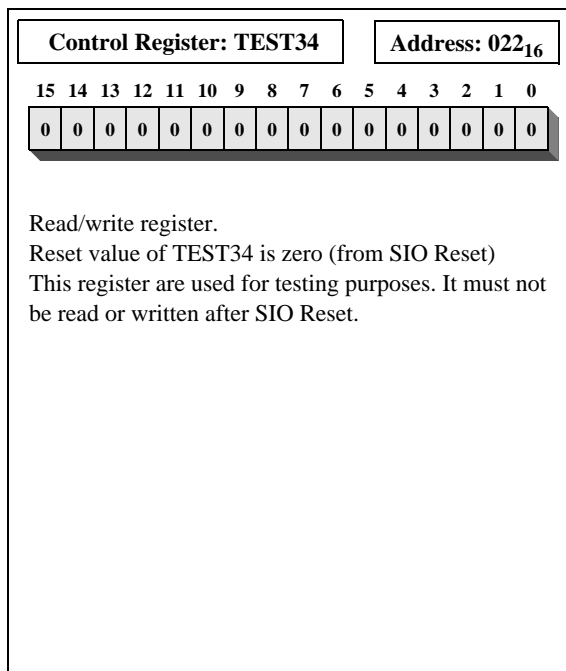 Control Register: TEST34 Address: 022₁₆
15 14 13 12 11 10 9 8 7 6 5 4 3 2 1 0
0 0 0 0 0 0 0 0 0 0 0 0 0 0 0 0
Read/write register.
Reset value of TEST34 is zero (from SIO Reset)
This register are used for testing purposes. It must not
be read or written after SIO Reset.